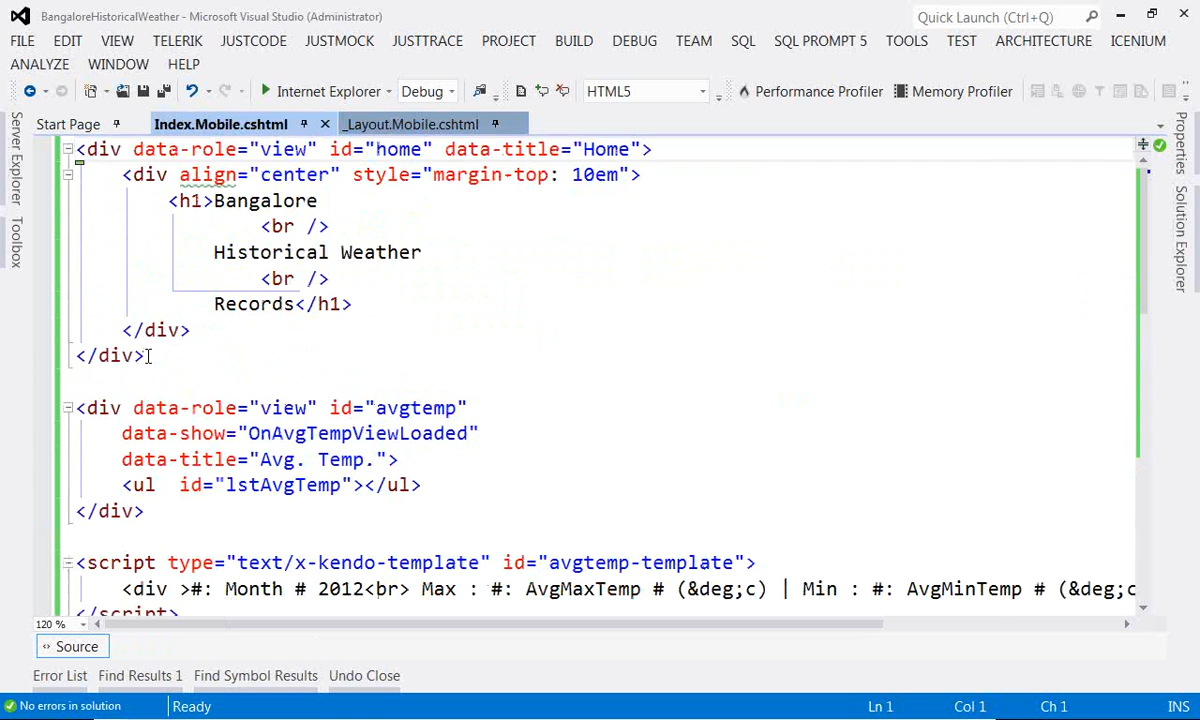 BangaloreHistoricalWeather - Microsoft Visual Studio (Administrator)
Quick Launch (Ctrl+Q)
FILE EDIT VIEW TELERIK JUSTCODE JUSTMOCK JUSTTRACE PROJECT BUILD DEBUG TEAM SQL SQL PROMPT 5 TOOLS TEST ARCHITECTURE ICENIUM
ANALYZE WINDOW HELP
Internet Explorer Debug HTML5 Performance Profiler Memory Profiler
Start Page Index.Mobile.cshtml _Layout.Mobile.cshtml
Server Explorer
Toolbox
Properties
Solution Explorer
<div data-role="view" id="home" data-title="Home">
<div align="center" style="margin-top: 10em">
<h1>Bangalore
<br />
Historical Weather
<br />
Records</h1>
</div>
</div>
<div data-role="view" id="avgtemp"
data-show="OnAvgTempViewLoaded"
data-title="Avg. Temp.">
<ul id="lstAvgTemp"></ul>
</div>
<script type="text/x-kendo-template" id="avgtemp-template">
<div >#: Month # 2012<br> Max : #: AvgMaxTemp # (&deg;c) | Min : #: AvgMinTemp # (&deg;c
</script>
120 %
Source
Error List Find Results 1 Find Symbol Results Undo Close
No errors in solution Ready Ln 1 Col 1 Ch 1 INS